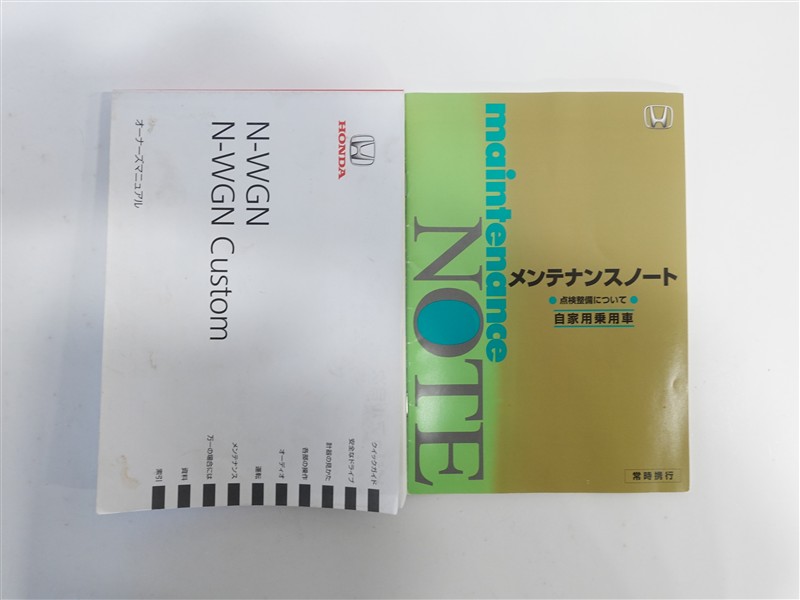 HONDA
N-WGN
N-WGN Custom
オーナーズマニュアル
クイックガイド
安全なドライブ
計器の見かた
各部の操作
オーディオ
運転
メンテナンス
万一の場合には
資料
索引
maintenance
NOTE
メンテナンスノート
点検整備について
自家用乗用車
常時携行